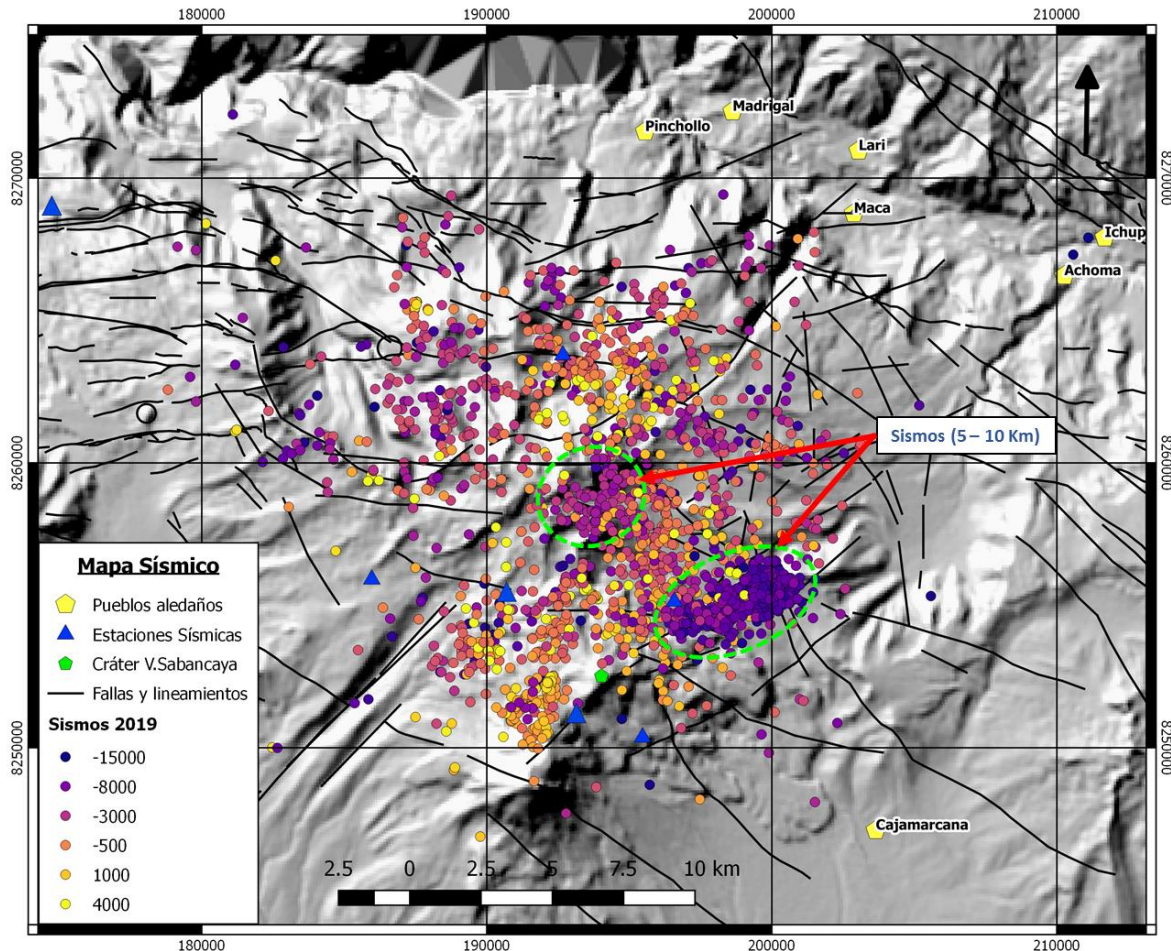 180000
190000
200000
210000
Madrigal
Pinchollo
Lari
8270000
8270000
Maca
Ichup
Achoma
Sismos (5 – 10 Km)
8260000
8260000
Mapa Sísmico
Pueblos aledaños
Estaciones Sísmicas
Cráter V.Sabancaya
Fallas y lineamientos
Sismos 2019
-15000
-8000
-3000
-500
1000
4000
8250000
8250000
Cajamarcana
2.5 0 2.5 5 7.5 10 km
180000
190000
200000
210000